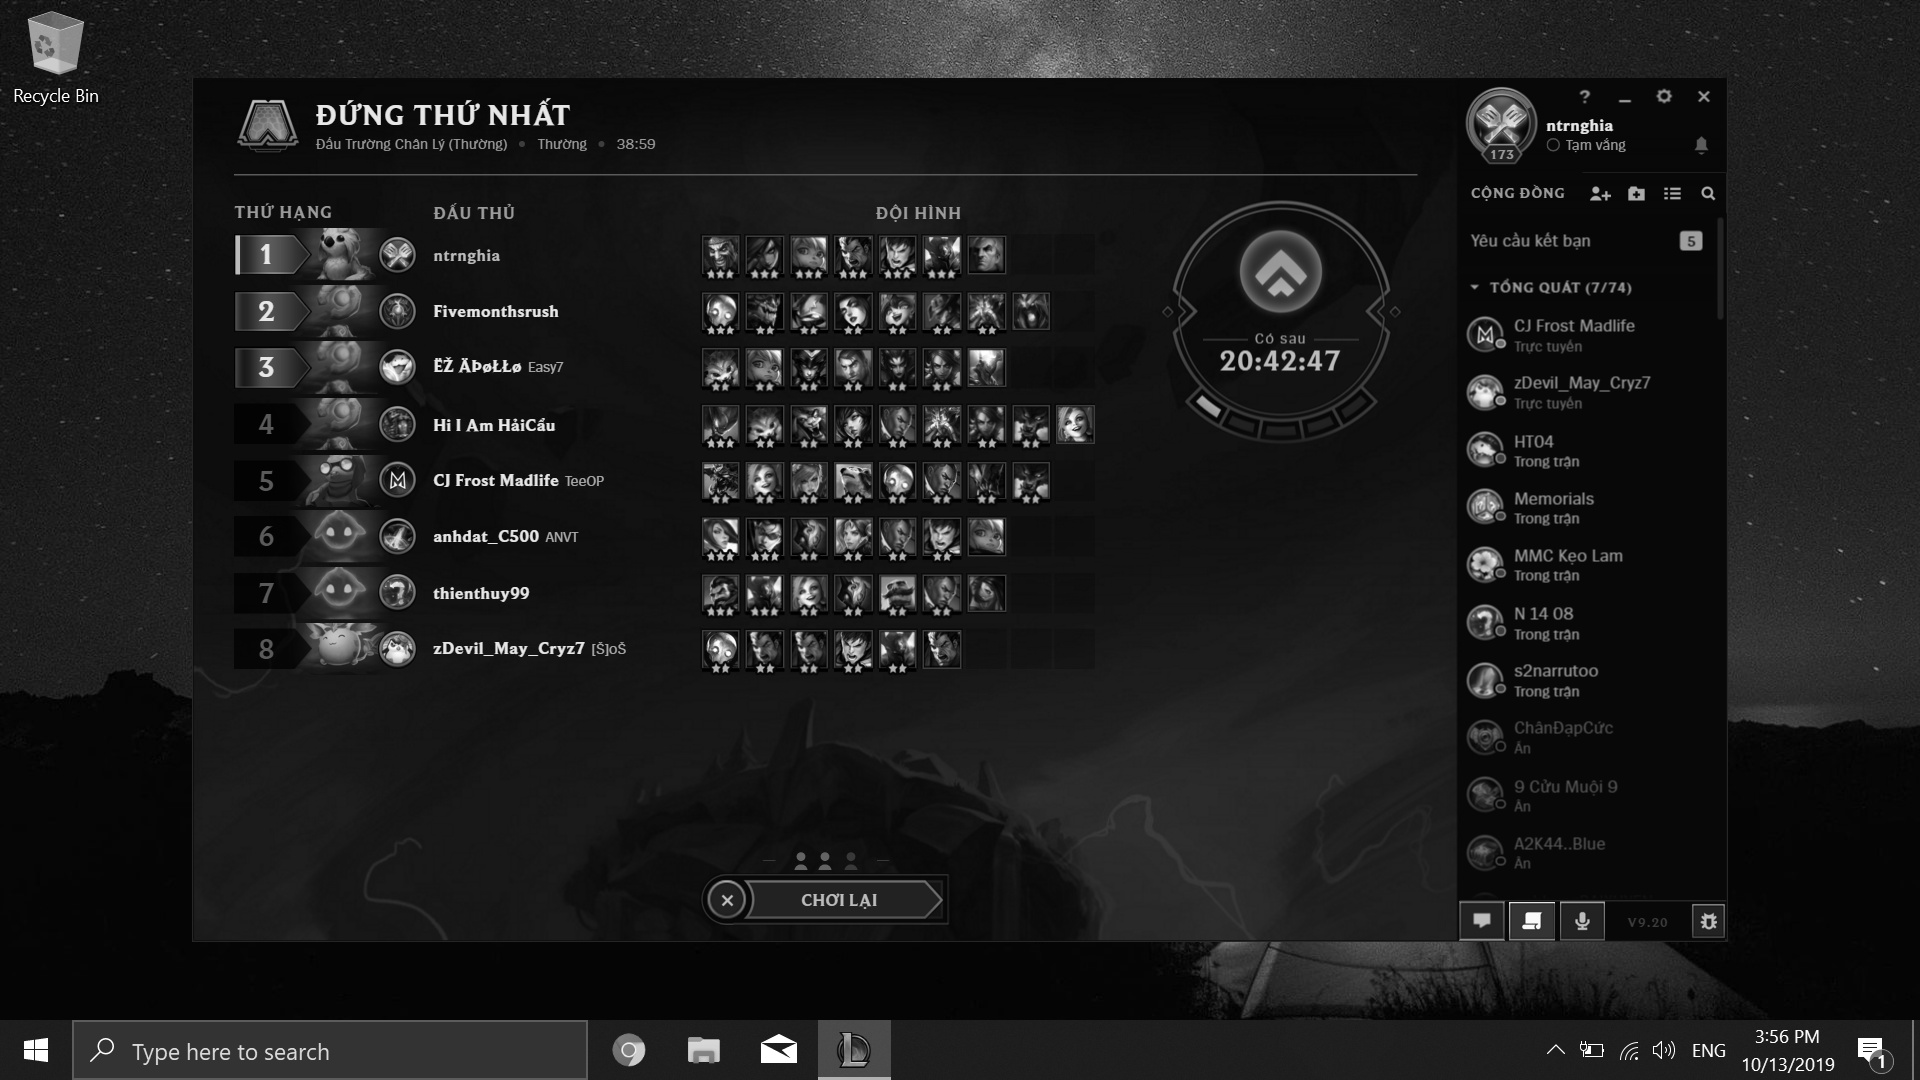 Recycle Bin
ĐỨNG THỨ NHẤT
Đấu Trường Chân Lý (Thường) • Thường • 38:59
THỨ HẠNG ĐẤU THỦ ĐỘI HÌNH
1 ntrnghia
2 Fivemonthsrush
3 ËŽ ÄÞøŁŁø Easy7
4 Hi I Am HảiCẩu
5 CJ Frost Madlife TeeOP
6 anhdat_C500 ANVT
7 thienthuy99
8 zDevil_May_Cryz7 [Š]oŠ
Có sau
20:42:47
CHƠI LẠI
ntrnghia
173
Tạm vắng
CỘNG ĐỒNG
Yêu cầu kết bạn 5
TỔNG QUÁT (7/74)
CJ Frost Madlife
Trực tuyến
zDevil_May_Cryz7
Trực tuyến
HT04
Trong trận
Memorials
Trong trận
MMC Kẹo Lam
Trong trận
N 14 08
Trong trận
s2narrutoo
Trong trận
ChânĐạpCức
Ẩn
9 Cửu Muội 9
Ẩn
A2K44..Blue
Ẩn
V9.20
Type here to search
ENG
3:56 PM
10/13/2019
1